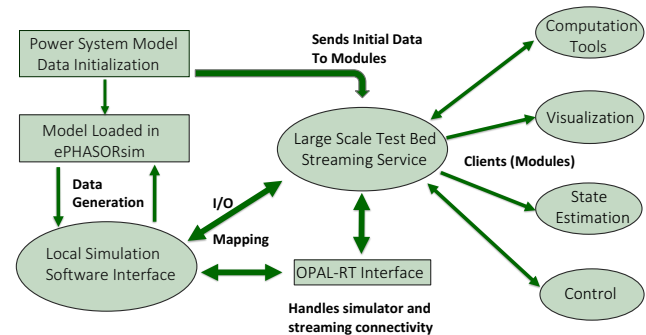 Power System Model
Data Initialization
Sends Initial Data
To Modules
Computation
Tools
Model Loaded in
ePHASORsim
Large Scale Test Bed
Streaming Service
Visualization
Clients (Modules)
Data
Generation
I/O
Mapping
State
Estimation
Local Simulation
Software Interface
OPAL-RT Interface
Control
Handles simulator and
streaming connectivity